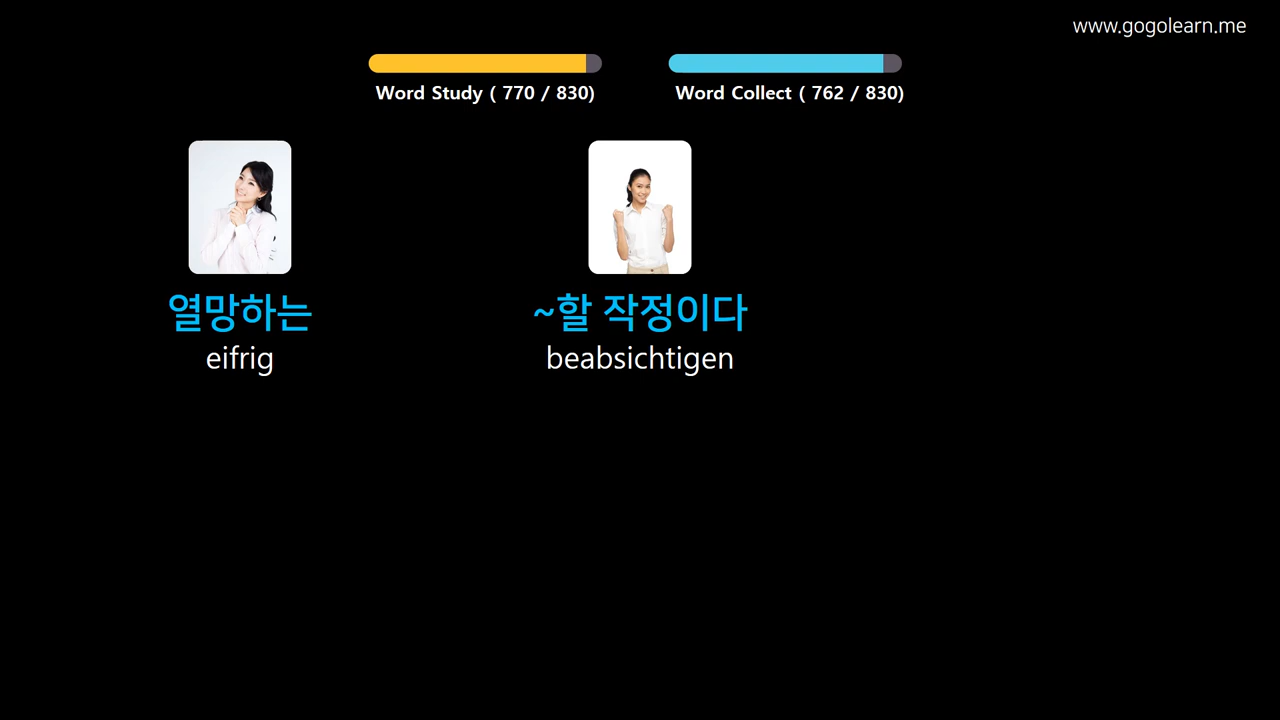 www.gogolearn.me
Word Study ( 770 / 830)
Word Collect ( 762 / 830)
열망하는
eifrig
~할 작정이다
beabsichtigen